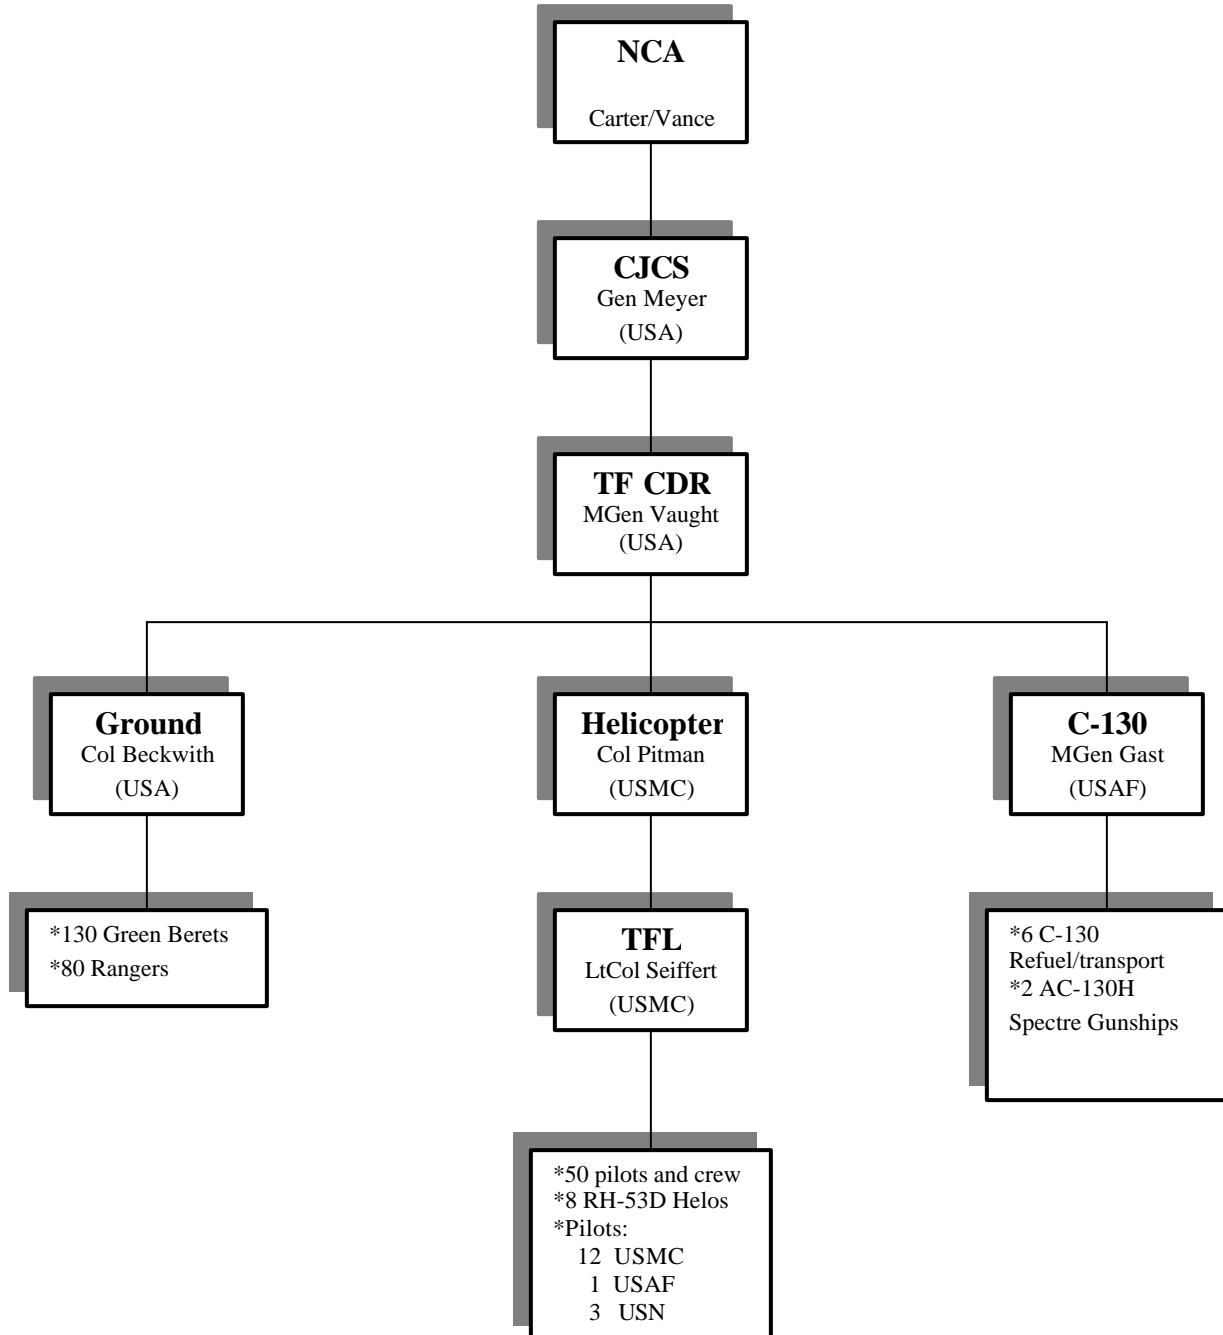 NCA
Carter/Vance
CJCS
Gen Meyer
(USA)
TF CDR
MGen Vaught
(USA)
Ground
Col Beckwith
(USA)
Helicopter
Col Pitman
(USMC)
C-130
MGen Gast
(USAF)
*130 Green Berets
*80 Rangers
TFL
LtCol Seiffert
(USMC)
*6 C-130
Refuel/transport
*2 AC-130H
Spectre Gunships
*50 pilots and crew
*8 RH-53D Helos
*Pilots:
12 USMC
1 USAF
3 USN